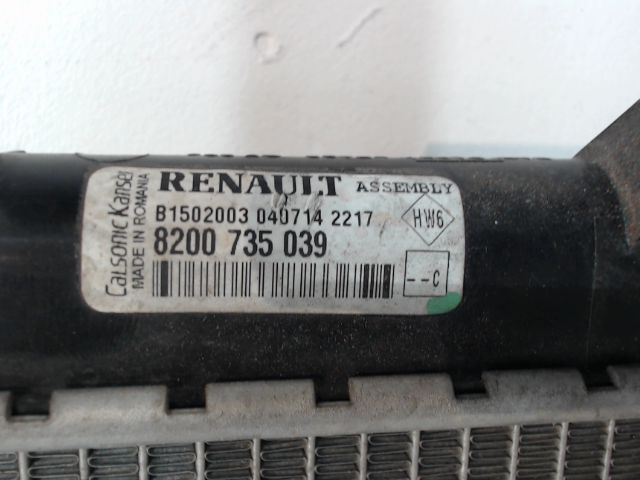 RENAULT ASSEMBLY
B1502003 040714 2217
HW6
8200 735 039
--C
Calsonic Kansei
MADE IN ROMANIA